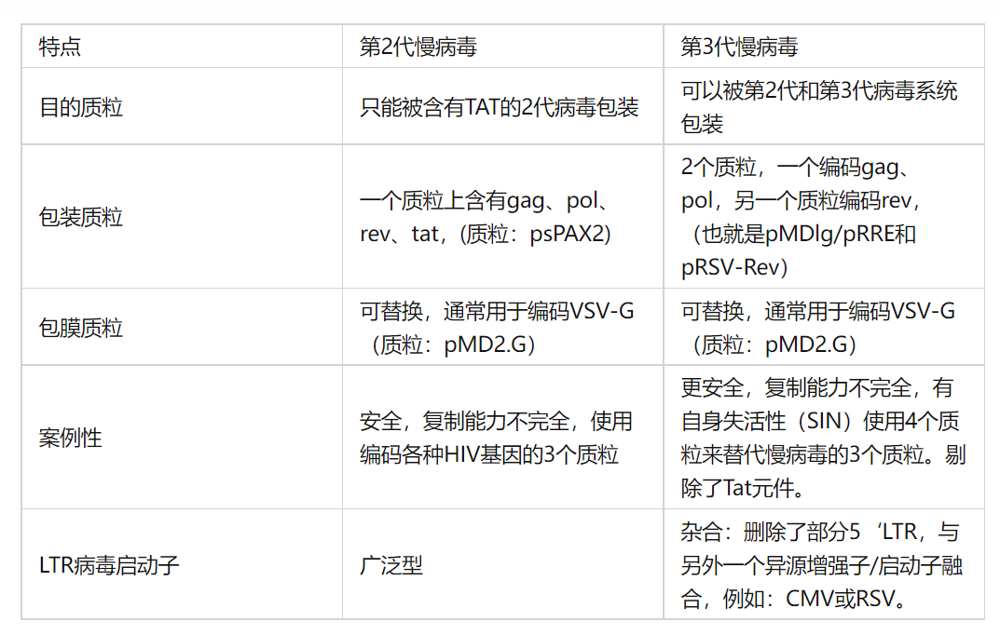 特点
第2代慢病毒
第3代慢病毒
目的质粒
只能被含有TAT的2代病毒包装
可以被第2代和第3代病毒系统
包装
包装质粒
一个质粒上含有gag、pol、
rev、tat，(质粒：psPAX2)
2个质粒，一个编码gag、
pol，另一个质粒编码rev，
（也就是pMDlg/pRRE和
pRSV-Rev）
包膜质粒
可替换，通常用于编码VSV-G
（质粒：pMD2.G）
可替换，通常用于编码VSV-G
（质粒：pMD2.G）
案例性
安全，复制能力不完全，使用
编码各种HIV基因的3个质粒
更安全，复制能力不完全，有
自身失活性（SIN）使用4个质
粒来替代慢病毒的3个质粒。剔
除了Tat元件。
LTR病毒启动子
广泛型
杂合：删除了部分5‘LTR，与
另外一个异源增强子/启动子融
合，例如：CMV或RSV。